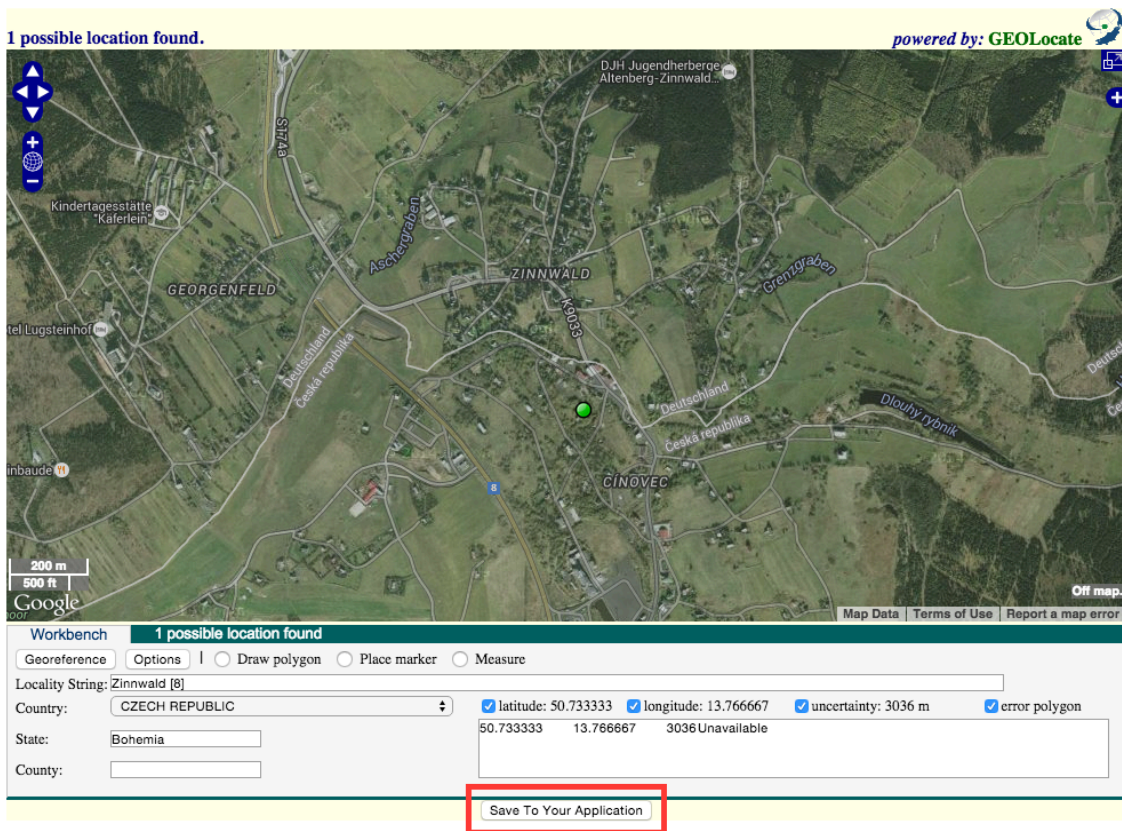 1 possible location found.
powered by: GEOLocate
DJH Jugendherberge
Altenberg-Zinnwald...
S174a
Kindertagesstätte
"Käferlein"
Aschergraben
ZINNWALD
Grenzgraben
GEORGENFELD
K9033
tel Lugsteinhof
Deutschland
Česká republika
Deutsch
Deutschland
Česká republika
Dlouhý rybník
inbaude
CÍNOVEC
8
200 m
500 ft
Google
Off map.
Map Data | Terms of Use | Report a map error
Workbench
1 possible location found
Georeference
Options
| Draw polygon
Place marker
Measure
Locality String: Zinnwald [8]
Country: CZECH REPUBLIC
latitude: 50.733333
longitude: 13.766667
uncertainty: 3036 m
error polygon
50.733333 13.766667 3036 Unavailable
State: Bohemia
County:
Save To Your Application